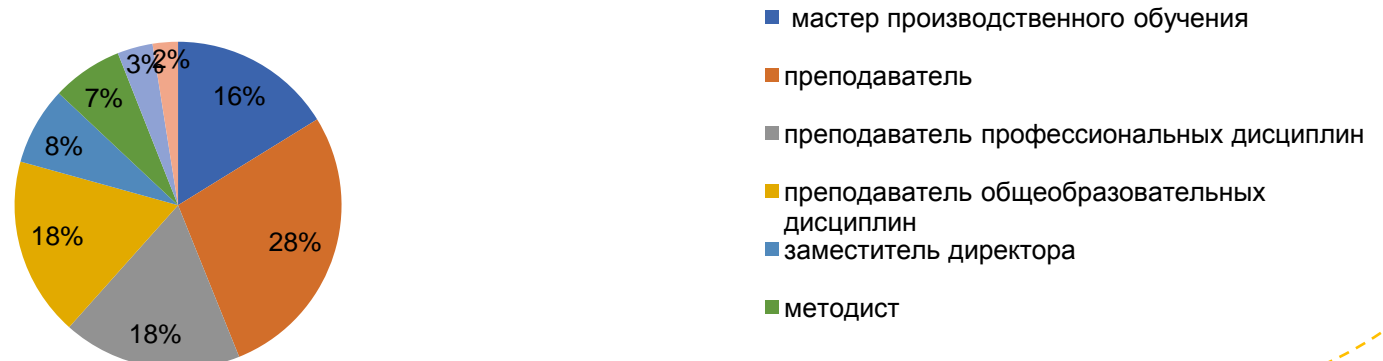 3%
2%
16%
7%
8%
28%
18%
18%
мастер производственного обучения
преподаватель
преподаватель профессиональных дисциплин
преподаватель общеобразовательных
дисциплин
заместитель директора
методист